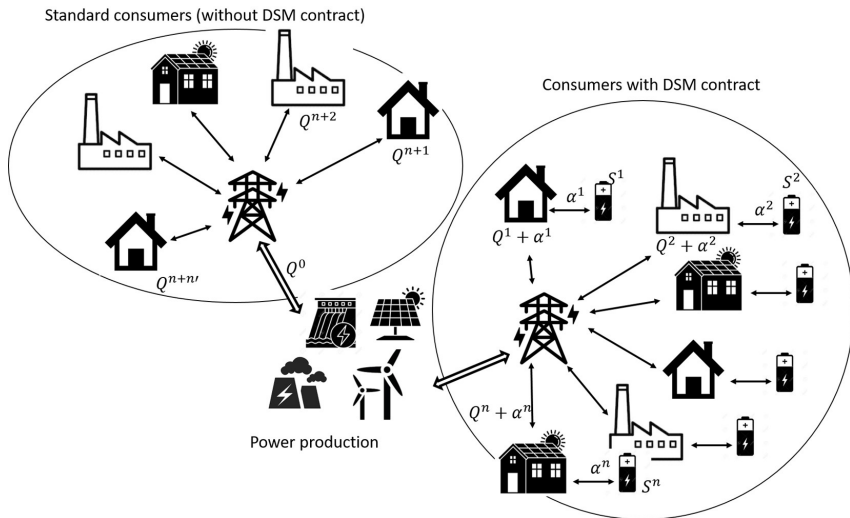 Standard consumers (without DSM contract)
Q^{n+2}
Q^{n+1}
Q^{n+n′}
Q^0
Power production
Consumers with DSM contract
S^1
α^1
Q^1 + α^1
S^2
α^2
Q^2 + α^2
Q^n + α^n
α^n
S^n